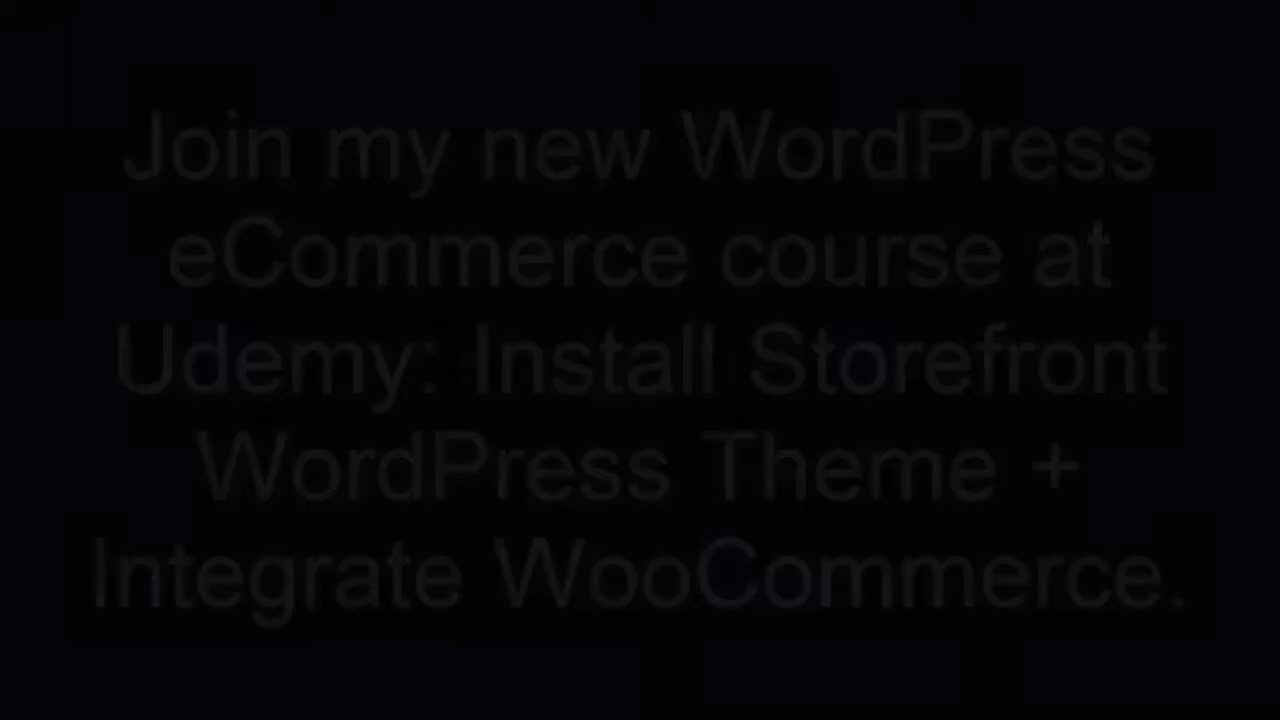 Join my new WordPress
eCommerce course at
Udemy: Install Storefront
WordPress Theme +
Integrate WooCommerce.